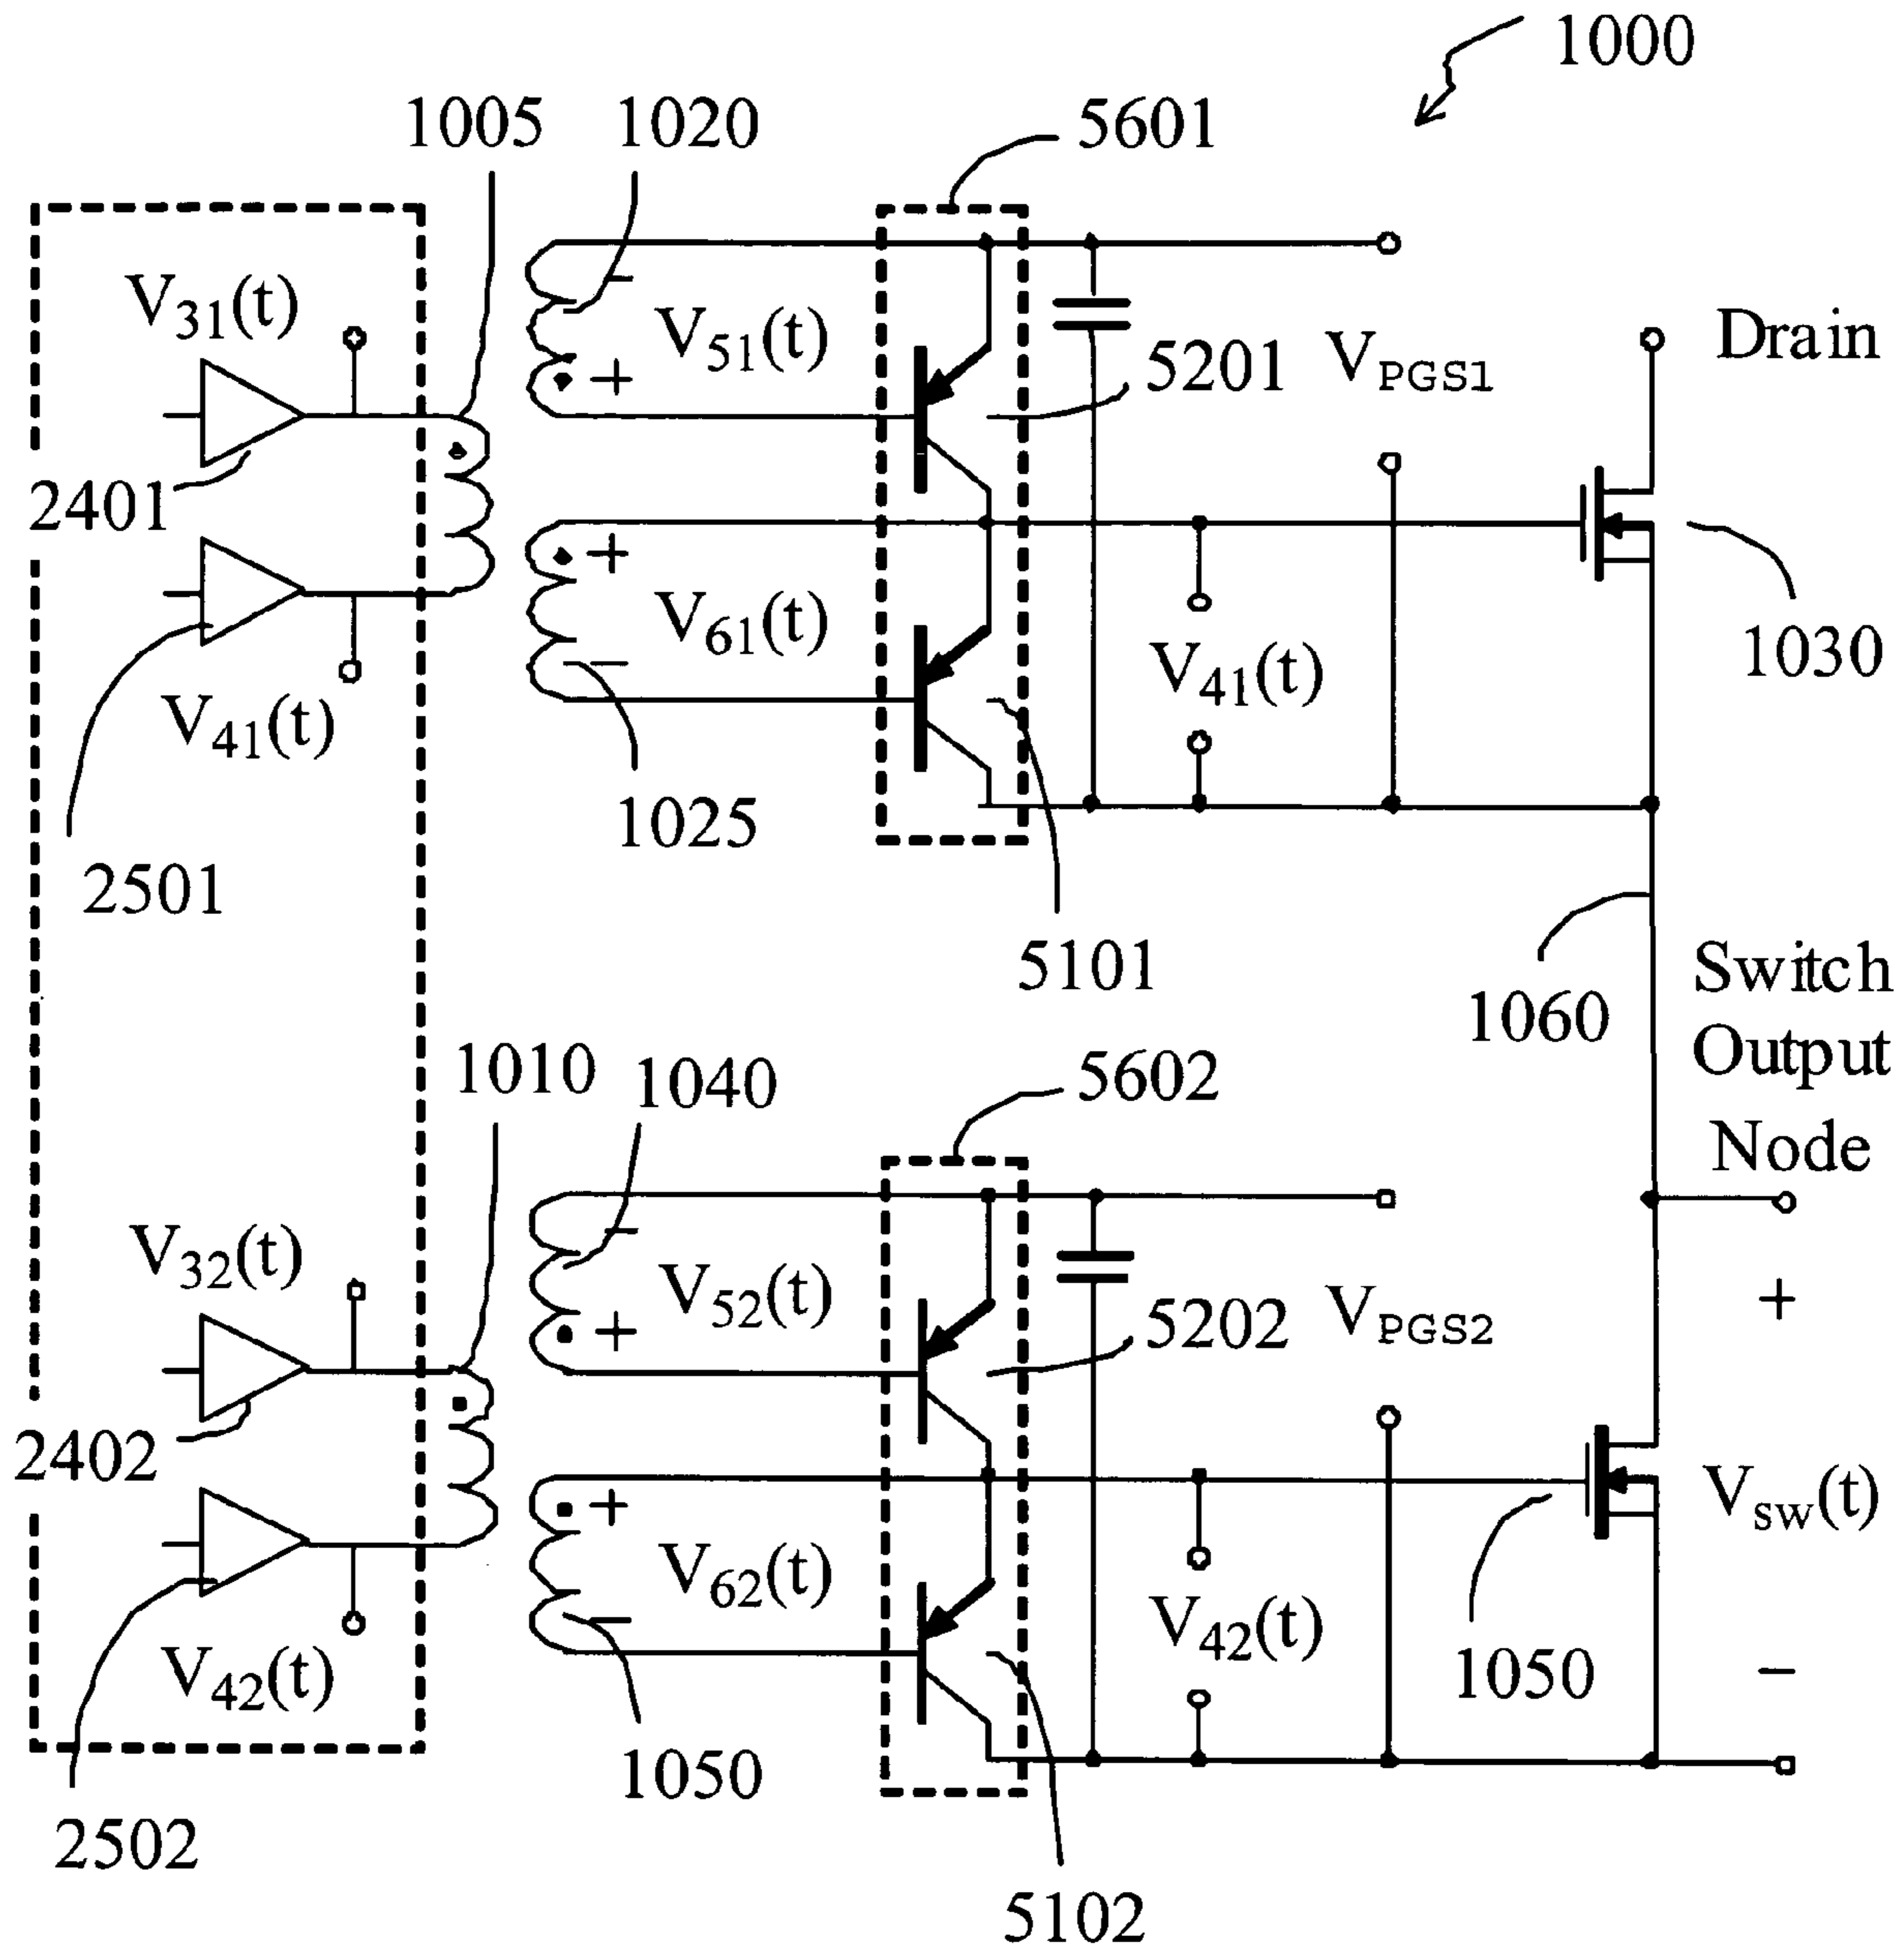 1000
1005
1020
5601
V31(t)
V51(t)
5201
VPGS1
Drain
2401
V41(t)
2501
V61(t)
1025
V41(t)
1030
5101
1060
Switch
Output
Node
1010
1040
5602
V32(t)
V52(t)
5202
VPGS2
+
2402
V42(t)
2502
V62(t)
1050
V42(t)
1050
Vsw(t)
−
5102
−
+
+
−
−
+
+
−